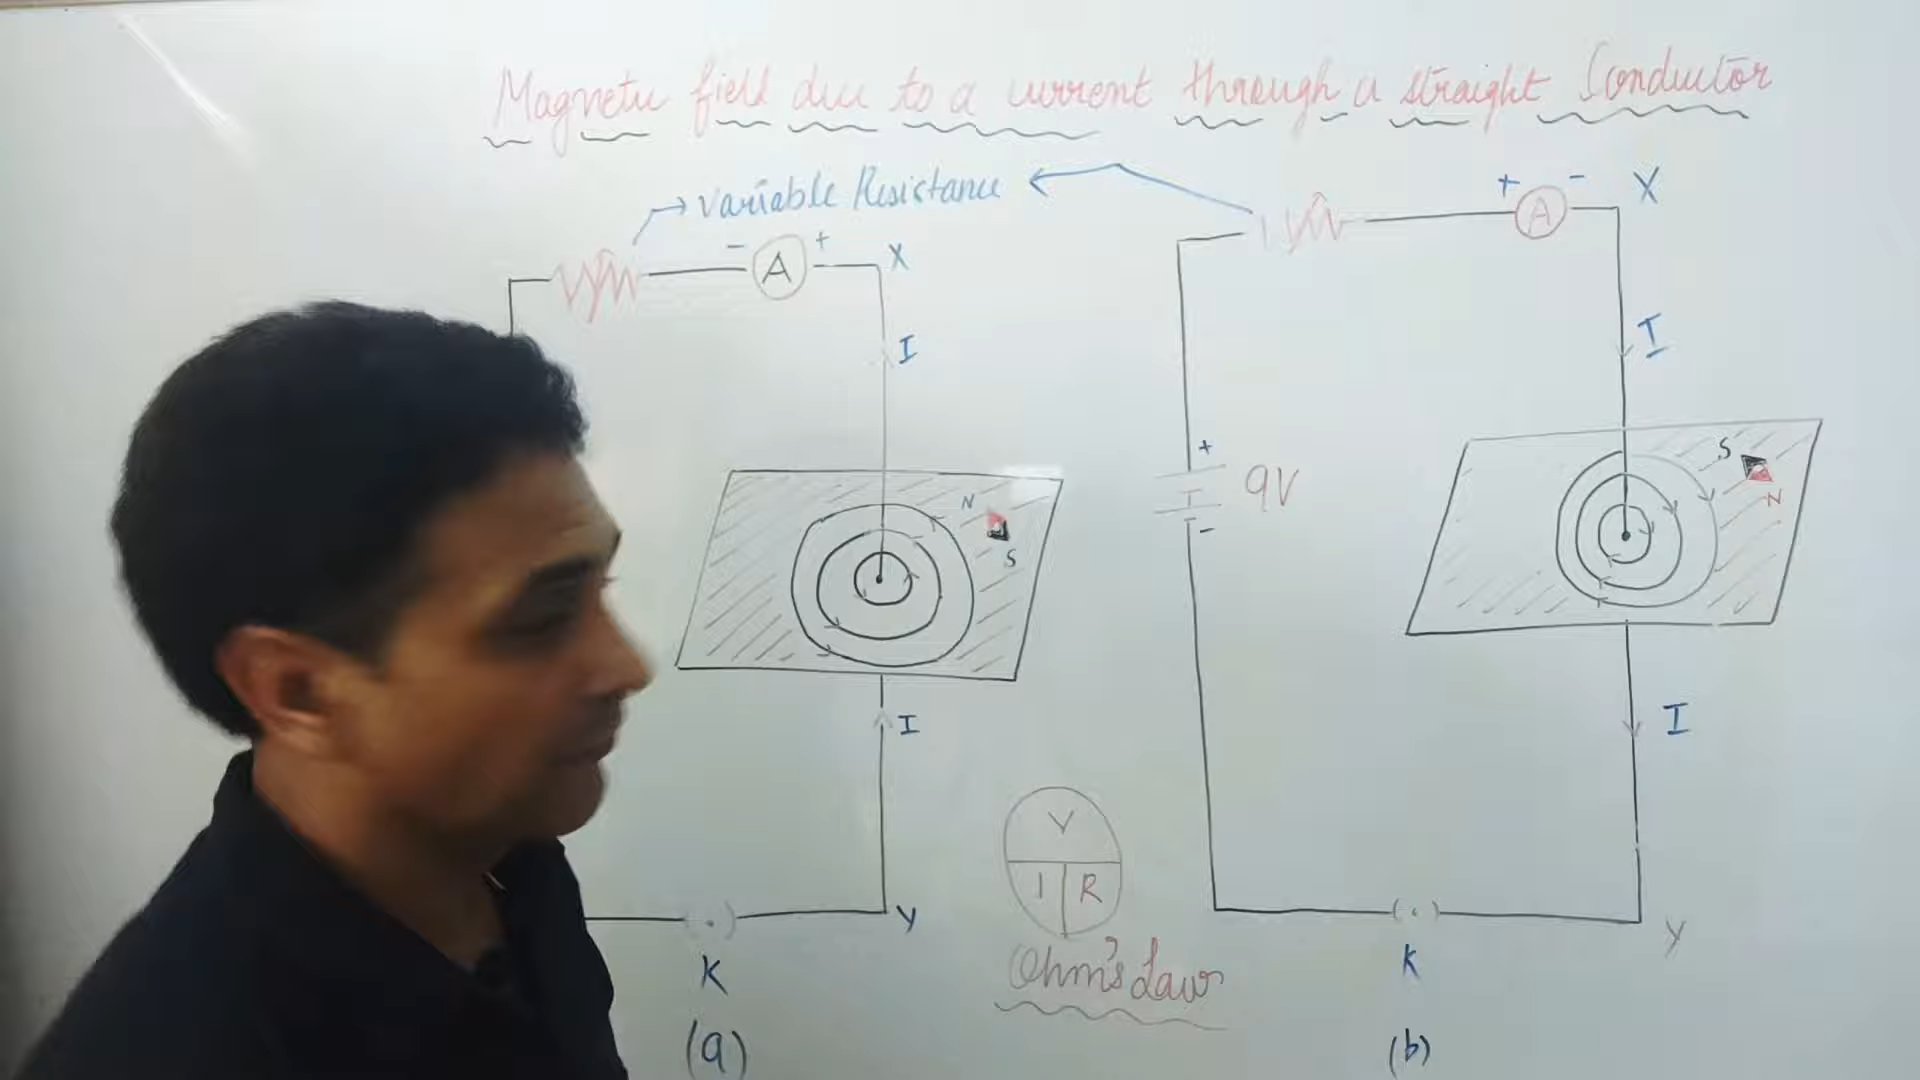 Magnetic field due to a current through a straight Conductor
→ Variable Resistance ←
- A + X
I
N
S
I
Y
K
(a)
V
I R
Ohm's Law
+ A - X
I
+
9V
-
S
N
I
Y
K
(b)